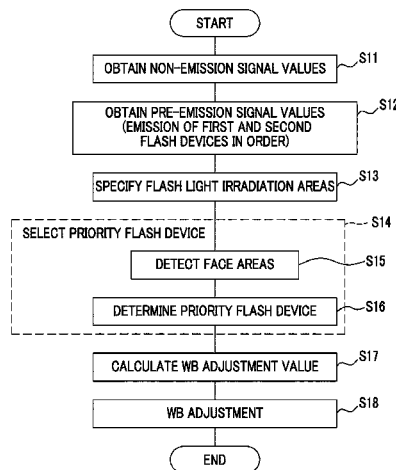 START
OBTAIN NON-EMISSION SIGNAL VALUES
S11
OBTAIN PRE-EMISSION SIGNAL VALUES
(EMISSION OF FIRST AND SECOND
FLASH DEVICES IN ORDER)
S12
SPECIFY FLASH LIGHT IRRADIATION AREAS
S13
SELECT PRIORITY FLASH DEVICE
S14
DETECT FACE AREAS
S15
DETERMINE PRIORITY FLASH DEVICE
S16
CALCULATE WB ADJUSTMENT VALUE
S17
WB ADJUSTMENT
S18
END